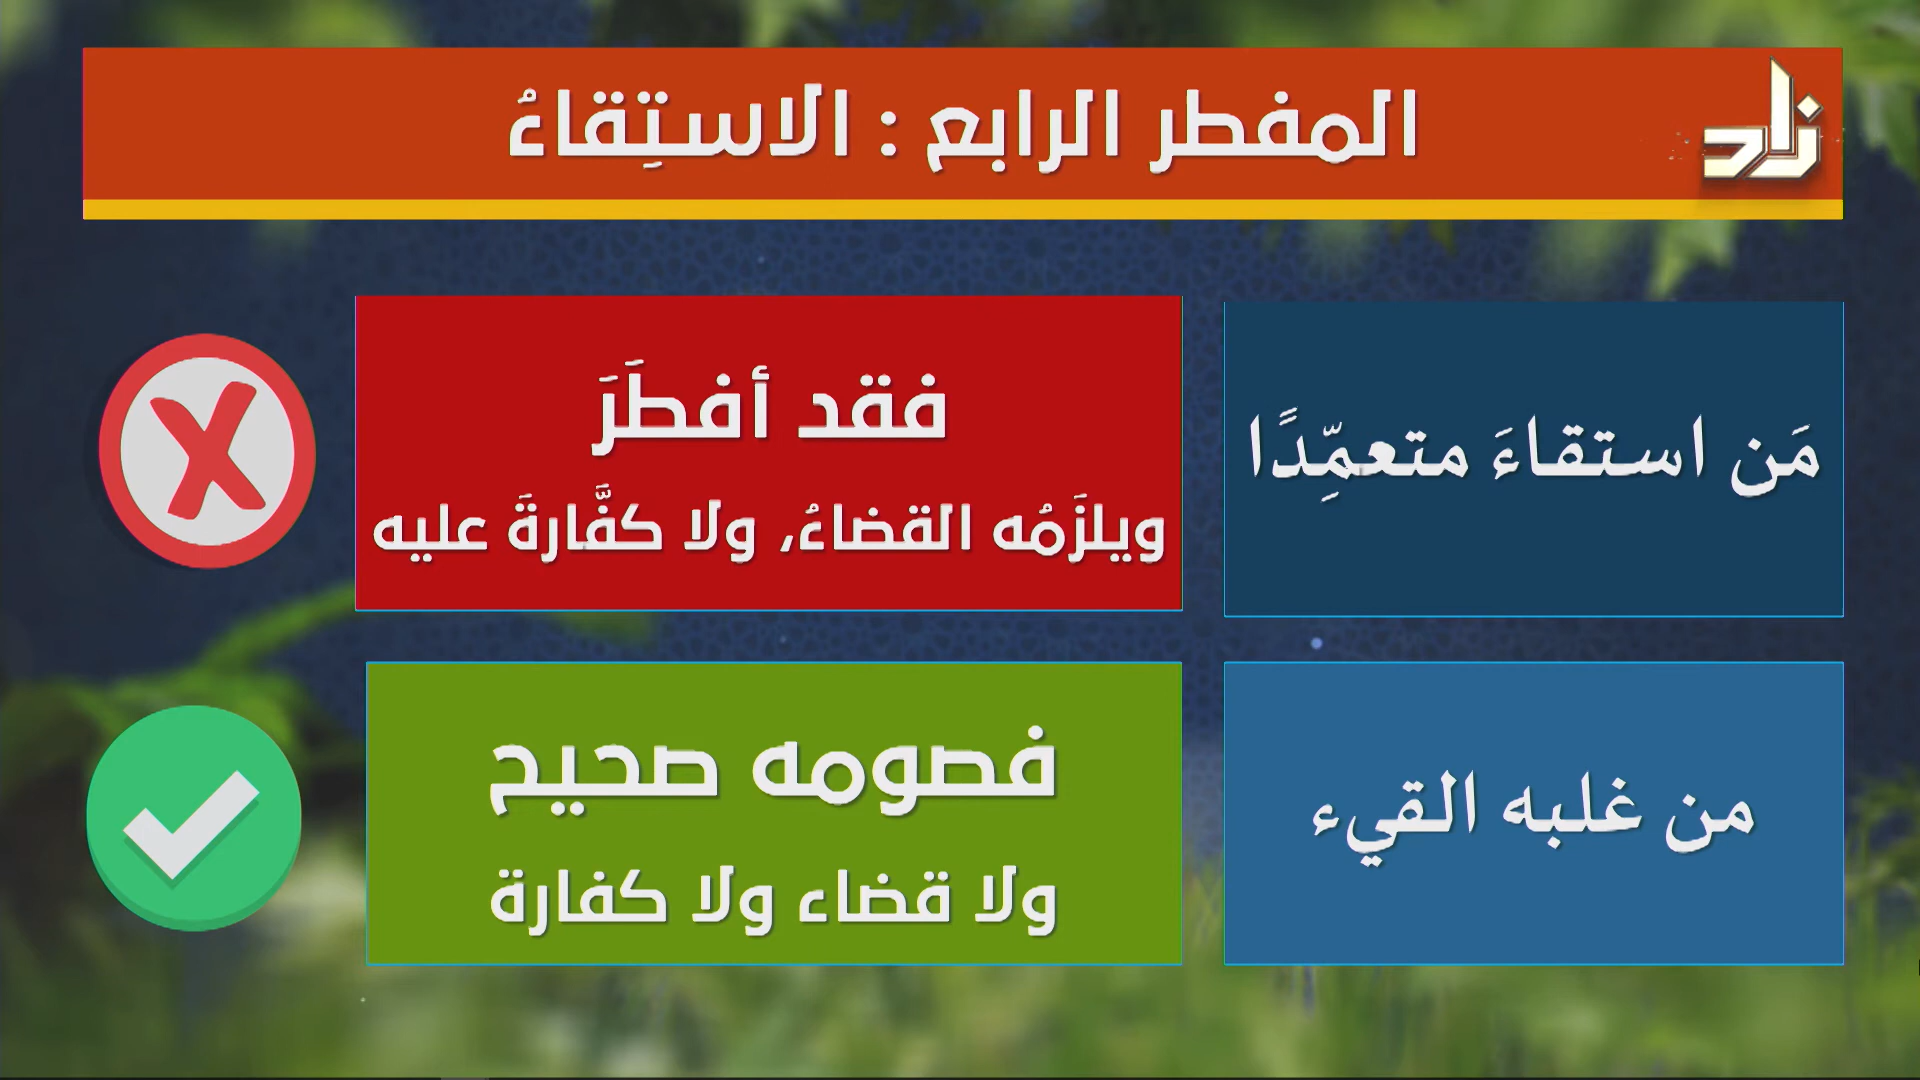 المفطر الرابع : الاستِقاءُ
زاد
مَن استقاءَ متعمِّدًا
فقد أفطَرَ
ويلزَمُه القضاءُ، ولا كفَّارةَ عليه
من غلبه القيء
فصومه صحيح
ولا قضاء ولا كفارة